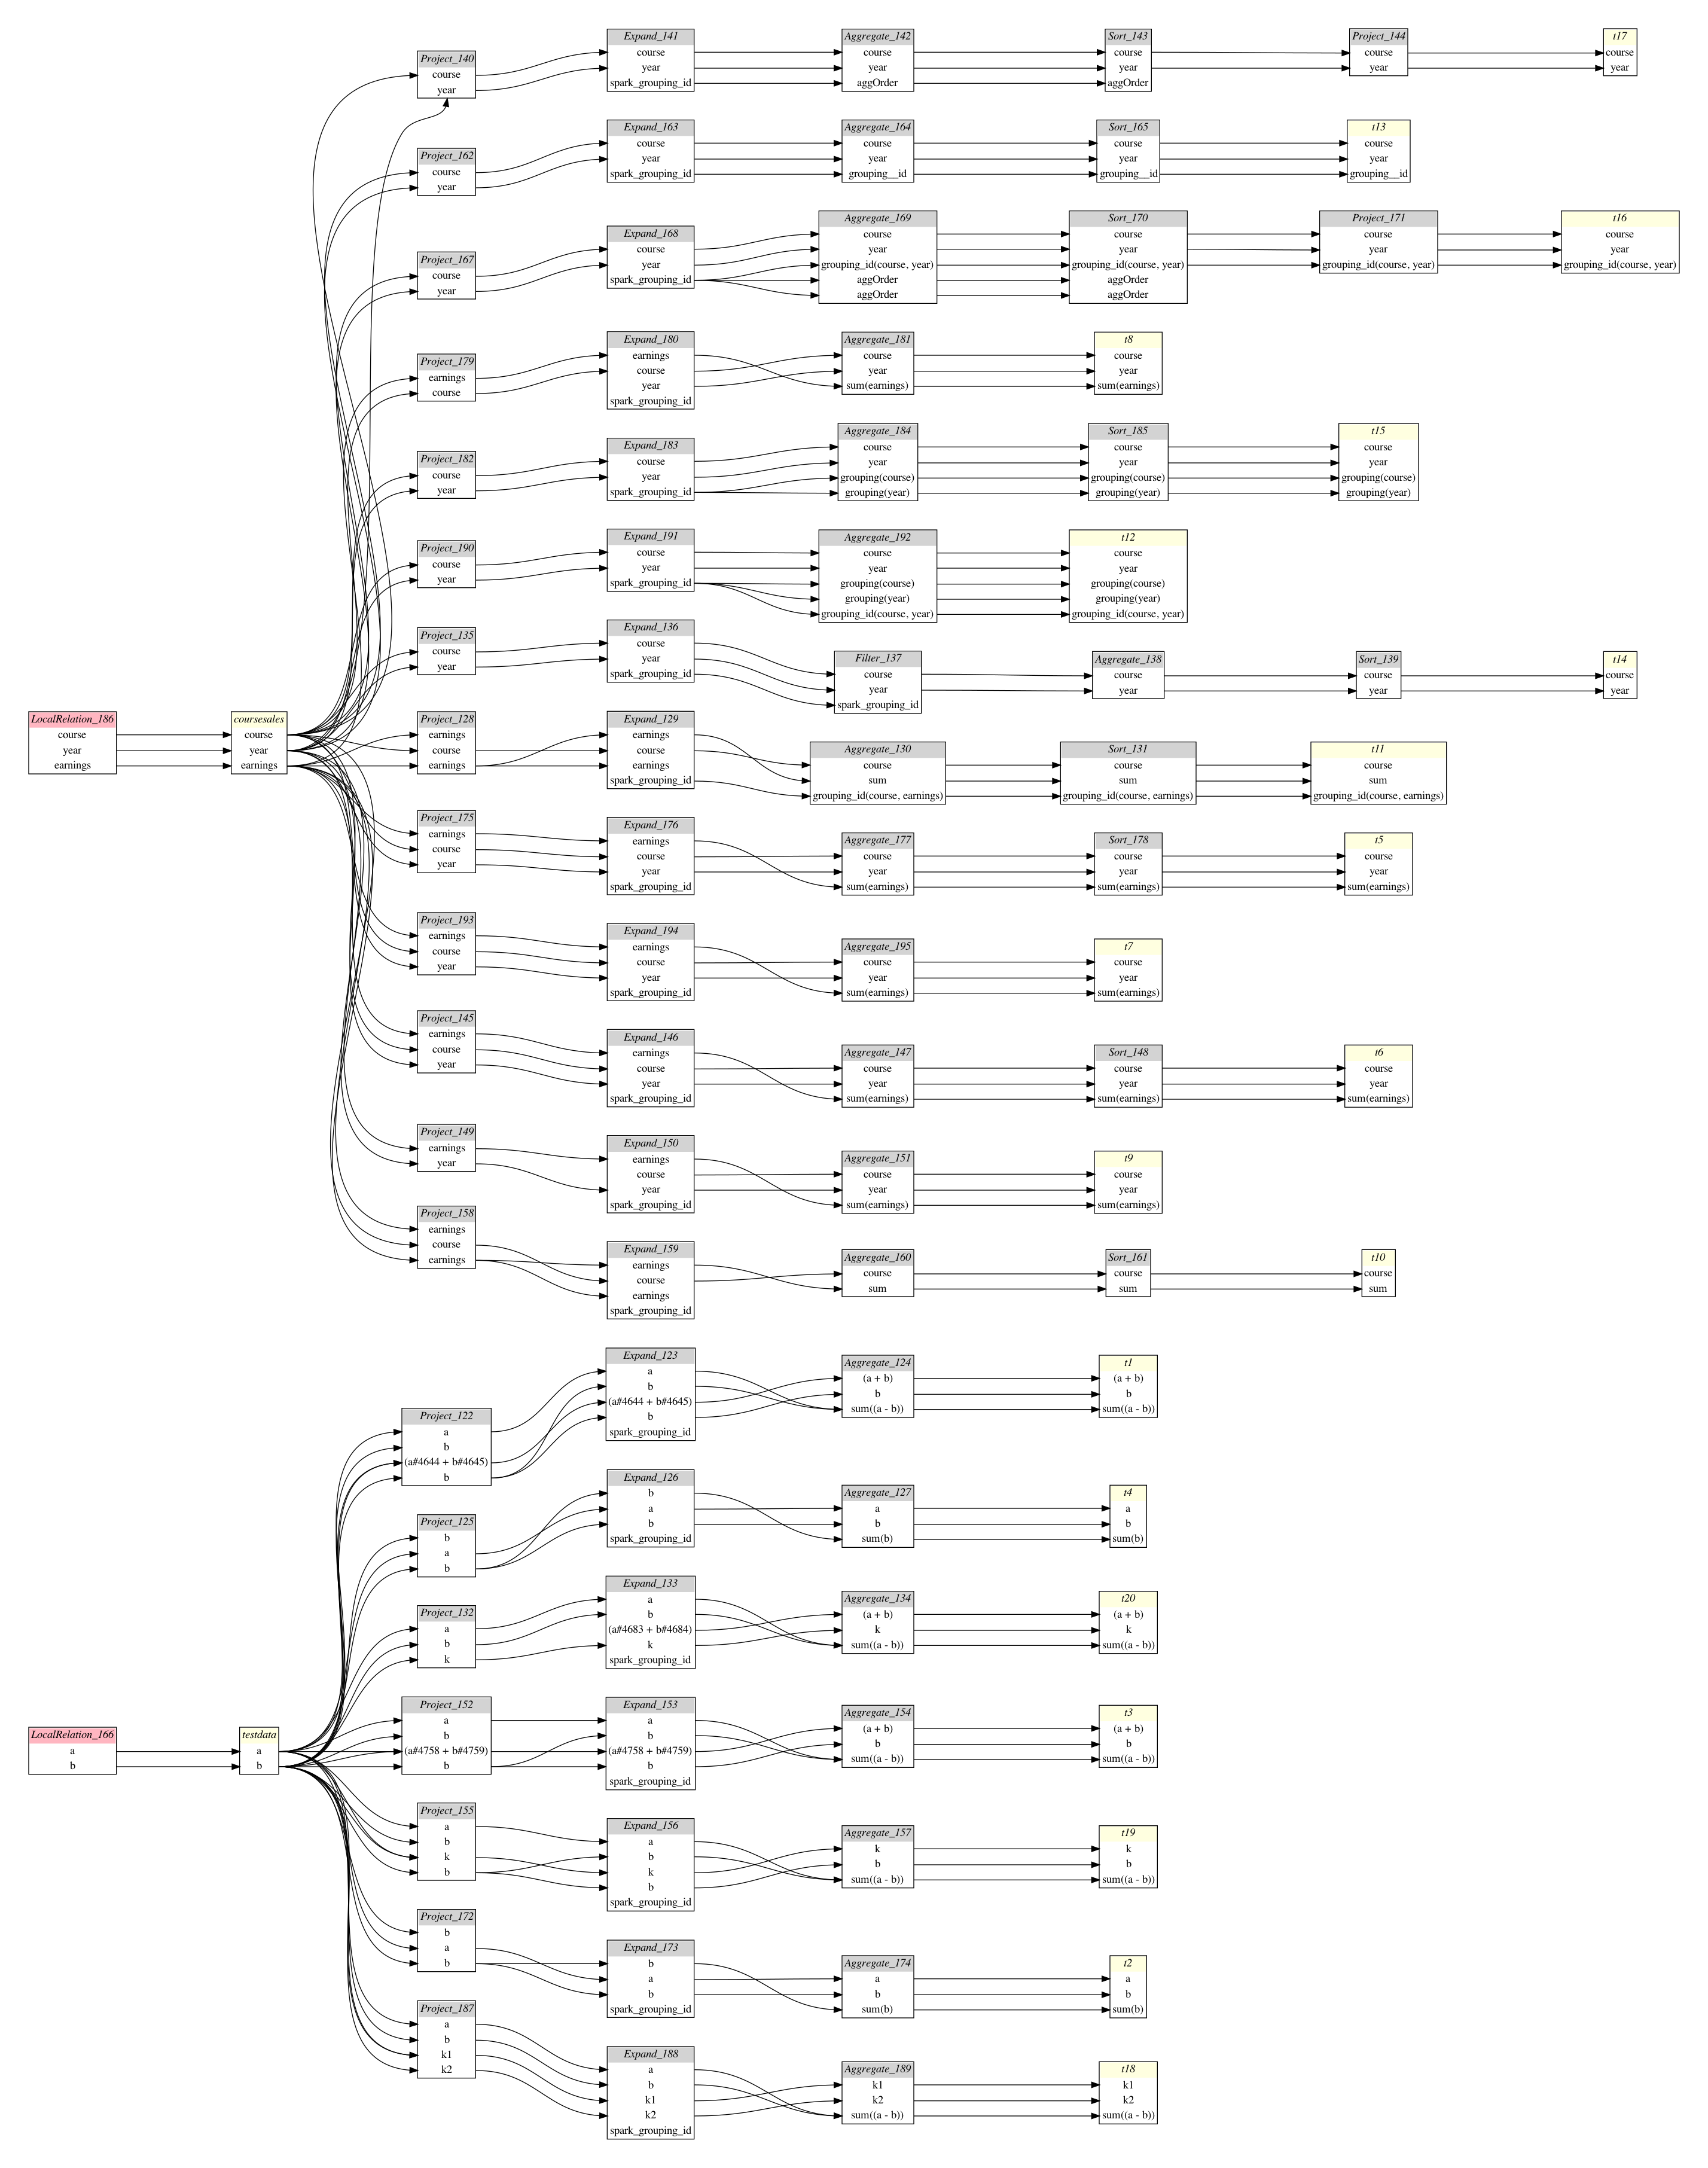 Project_140
course
year
Expand_141
course
year
spark_grouping_id
Aggregate_142
course
year
aggOrder
Sort_143
course
year
aggOrder
Project_144
course
year
t17
course
year
Project_162
course
year
Expand_163
course
year
spark_grouping_id
Aggregate_164
course
year
grouping__id
Sort_165
course
year
grouping__id
t13
course
year
grouping__id
Project_167
course
year
Expand_168
course
year
spark_grouping_id
Aggregate_169
course
year
grouping_id(course, year)
aggOrder
aggOrder
Sort_170
course
year
grouping_id(course, year)
aggOrder
aggOrder
Project_171
course
year
grouping_id(course, year)
t16
course
year
grouping_id(course, year)
Project_179
earnings
course
Expand_180
earnings
course
year
spark_grouping_id
Aggregate_181
course
year
sum(earnings)
t8
course
year
sum(earnings)
Project_182
course
year
Expand_183
course
year
spark_grouping_id
Aggregate_184
course
year
grouping(course)
grouping(year)
Sort_185
course
year
grouping(course)
grouping(year)
t15
course
year
grouping(course)
grouping(year)
Project_190
course
year
Expand_191
course
year
spark_grouping_id
Aggregate_192
course
year
grouping(course)
grouping(year)
grouping_id(course, year)
t12
course
year
grouping(course)
grouping(year)
grouping_id(course, year)
Project_135
course
year
Expand_136
course
year
spark_grouping_id
Filter_137
course
year
spark_grouping_id
Aggregate_138
course
year
Sort_139
course
year
t14
course
year
LocalRelation_186
course
year
earnings
coursesales
course
year
earnings
Project_128
earnings
course
earnings
Expand_129
earnings
course
earnings
spark_grouping_id
Aggregate_130
course
sum
grouping_id(course, earnings)
Sort_131
course
sum
grouping_id(course, earnings)
t11
course
sum
grouping_id(course, earnings)
Project_175
earnings
course
year
Expand_176
earnings
course
year
spark_grouping_id
Aggregate_177
course
year
sum(earnings)
Sort_178
course
year
sum(earnings)
t5
course
year
sum(earnings)
Project_193
earnings
course
year
Expand_194
earnings
course
year
spark_grouping_id
Aggregate_195
course
year
sum(earnings)
t7
course
year
sum(earnings)
Project_145
earnings
course
year
Expand_146
earnings
course
year
spark_grouping_id
Aggregate_147
course
year
sum(earnings)
Sort_148
course
year
sum(earnings)
t6
course
year
sum(earnings)
Project_149
earnings
year
Expand_150
earnings
course
year
spark_grouping_id
Aggregate_151
course
year
sum(earnings)
t9
course
year
sum(earnings)
Project_158
earnings
course
earnings
Expand_159
earnings
course
earnings
spark_grouping_id
Aggregate_160
course
sum
Sort_161
course
sum
t10
course
sum
Project_122
a
b
(a#4644 + b#4645)
b
Expand_123
a
b
(a#4644 + b#4645)
b
spark_grouping_id
Aggregate_124
(a + b)
b
sum((a - b))
t1
(a + b)
b
sum((a - b))
Project_125
b
a
b
Expand_126
b
a
b
spark_grouping_id
Aggregate_127
a
b
sum(b)
t4
a
b
sum(b)
Project_132
a
b
k
Expand_133
a
b
(a#4683 + b#4684)
k
spark_grouping_id
Aggregate_134
(a + b)
k
sum((a - b))
t20
(a + b)
k
sum((a - b))
LocalRelation_166
a
b
testdata
a
b
Project_152
a
b
(a#4758 + b#4759)
b
Expand_153
a
b
(a#4758 + b#4759)
b
spark_grouping_id
Aggregate_154
(a + b)
b
sum((a - b))
t3
(a + b)
b
sum((a - b))
Project_155
a
b
k
b
Expand_156
a
b
k
b
spark_grouping_id
Aggregate_157
k
b
sum((a - b))
t19
k
b
sum((a - b))
Project_172
b
a
b
Expand_173
b
a
b
spark_grouping_id
Aggregate_174
a
b
sum(b)
t2
a
b
sum(b)
Project_187
a
b
k1
k2
Expand_188
a
b
k1
k2
spark_grouping_id
Aggregate_189
k1
k2
sum((a - b))
t18
k1
k2
sum((a - b))